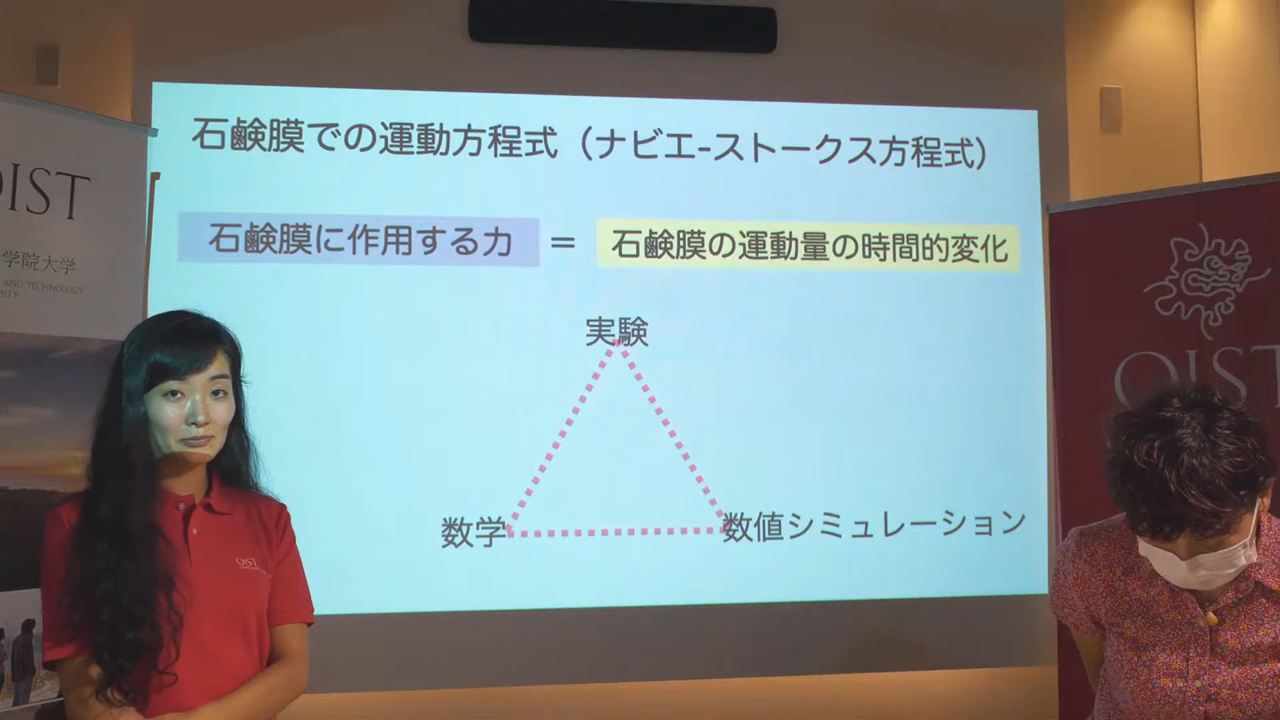 石鹸膜での運動方程式（ナビエ-ストークス方程式）
石鹸膜に作用する力 = 石鹸膜の運動量の時間的変化
実験
数学
数値シミュレーション
OIST
学院大学
AND TECHNOLOGY
OIST
OIST